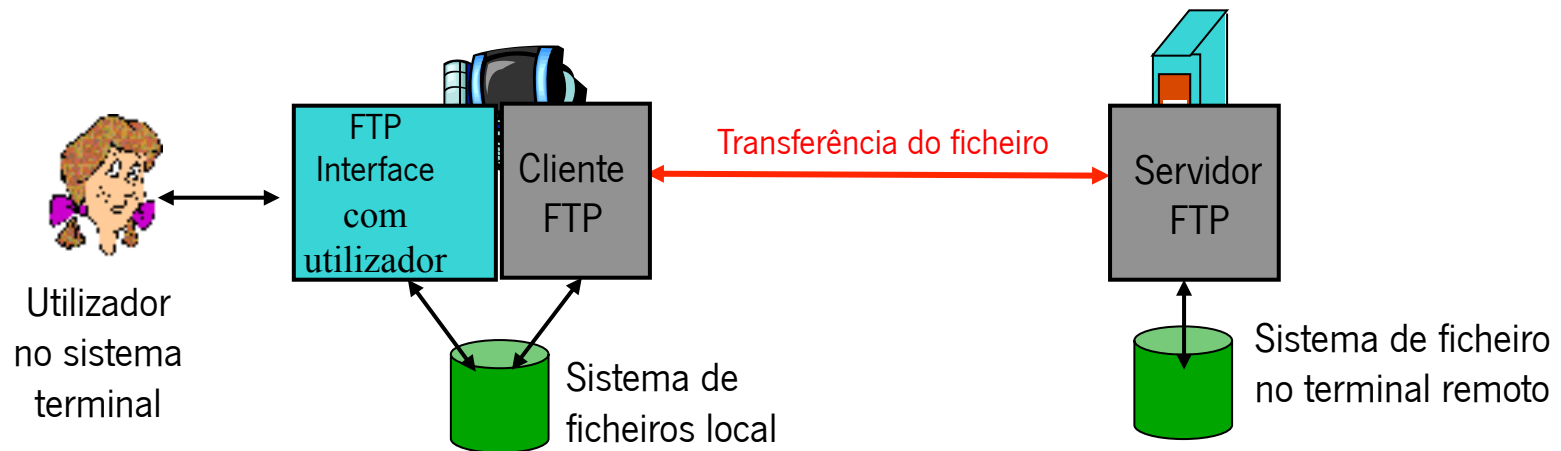 Utilizador
no sistema
terminal
FTP
Interface
com
utilizador
Cliente
FTP
Transferência do ficheiro
Servidor
FTP
Sistema de
ficheiros local
Sistema de ficheiro
no terminal remoto